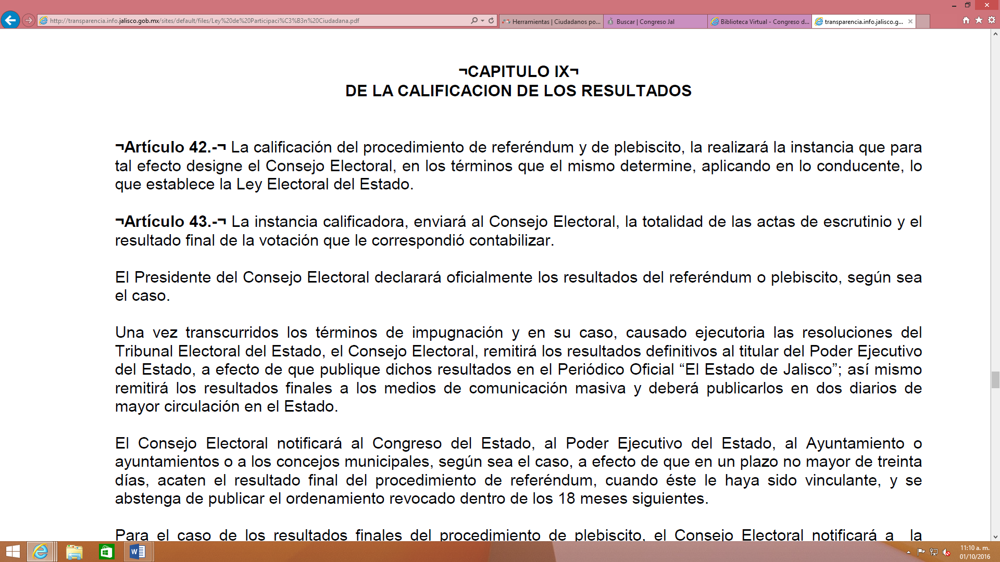 http://transparencia.info.jalisco.gob.mx/sites/default/files/Ley%20de%20Participaci%C3%B3n%20Ciudadana.pdf
Herramientas | Ciudadanos po...
Buscar | Congreso Jal
Biblioteca Virtual - Congreso d...
transparencia.info.jalisco.g...
¬CAPITULO IX¬
DE LA CALIFICACION DE LOS RESULTADOS
¬Artículo 42.-¬ La calificación del procedimiento de referéndum y de plebiscito, la realizará la instancia que para
tal efecto designe el Consejo Electoral, en los términos que el mismo determine, aplicando en lo conducente, lo
que establece la Ley Electoral del Estado.
¬Artículo 43.-¬ La instancia calificadora, enviará al Consejo Electoral, la totalidad de las actas de escrutinio y el
resultado final de la votación que le correspondió contabilizar.
El Presidente del Consejo Electoral declarará oficialmente los resultados del referéndum o plebiscito, según sea
el caso.
Una vez transcurridos los términos de impugnación y en su caso, causado ejecutoria las resoluciones del
Tribunal Electoral del Estado, el Consejo Electoral, remitirá los resultados definitivos al titular del Poder Ejecutivo
del Estado, a efecto de que publique dichos resultados en el Periódico Oficial “El Estado de Jalisco”; así mismo
remitirá los resultados finales a los medios de comunicación masiva y deberá publicarlos en dos diarios de
mayor circulación en el Estado.
El Consejo Electoral notificará al Congreso del Estado, al Poder Ejecutivo del Estado, al Ayuntamiento o
ayuntamientos o a los concejos municipales, según sea el caso, a efecto de que en un plazo no mayor de treinta
días, acaten el resultado final del procedimiento de referéndum, cuando éste le haya sido vinculante, y se
abstenga de publicar el ordenamiento revocado dentro de los 18 meses siguientes.
Para el caso de los resultados finales del procedimiento de plebiscito, el Consejo Electoral notificará a la
11:10 a. m.
01/10/2016